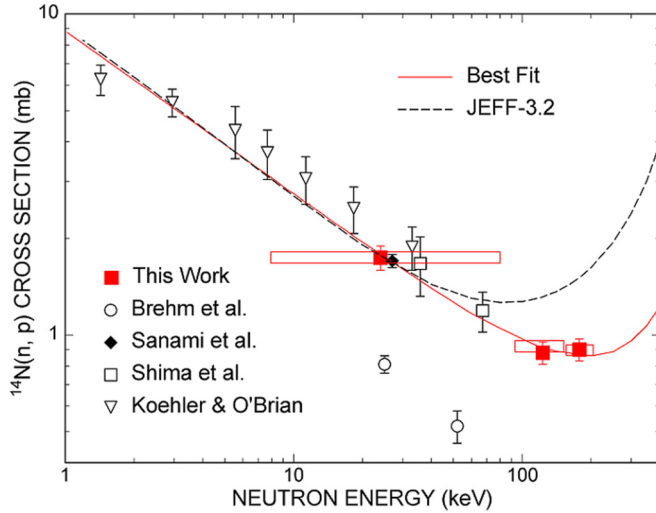 10
Best Fit
JEFF-3.2
This Work
Brehm et al.
Sanami et al.
Shima et al.
Koehler & O'Brian
1
¹⁴N(n, p) CROSS SECTION (mb)
1 10 100
NEUTRON ENERGY (keV)